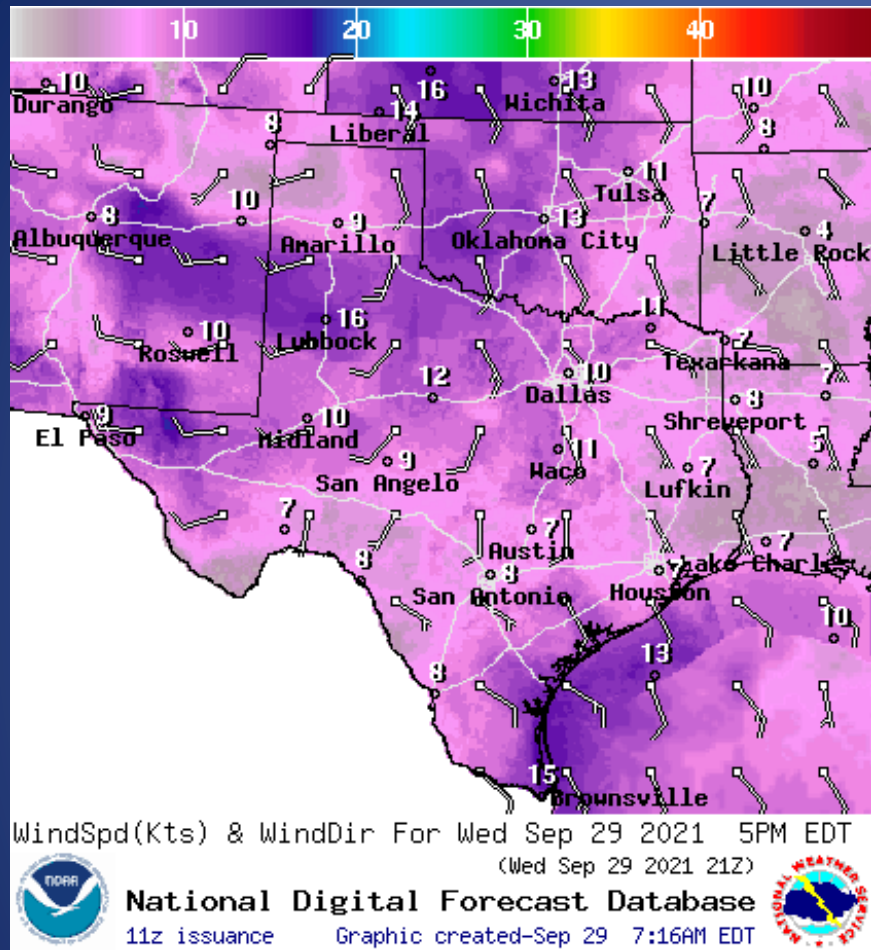 10 20 30 40
10 16 13 10
Durango Wichita
14
Liberal
8 8
11
Tulsa
8 10 9 13 7 4
Albuquerque Amarillo Oklahoma City Little Rock
10 16 11 7
Roswell Lubbock Texarkana
12 10 7
Dallas
9 10 8
El Paso Midland Shreveport
9 11 7 5
San Angelo Waco Lufkin
7 7 7
Austin Lake Charl
8 8 7
San Antonio Houston
10
13
8
15
Brownsville
WindSpd(Kts) & WindDir For Wed Sep 29 2021 5PM EDT
(Wed Sep 29 2021 21Z)
NOAA
National Digital Forecast Database
11z issuance Graphic created-Sep 29 7:16AM EDT
NATIONAL WEATHER SERVICE